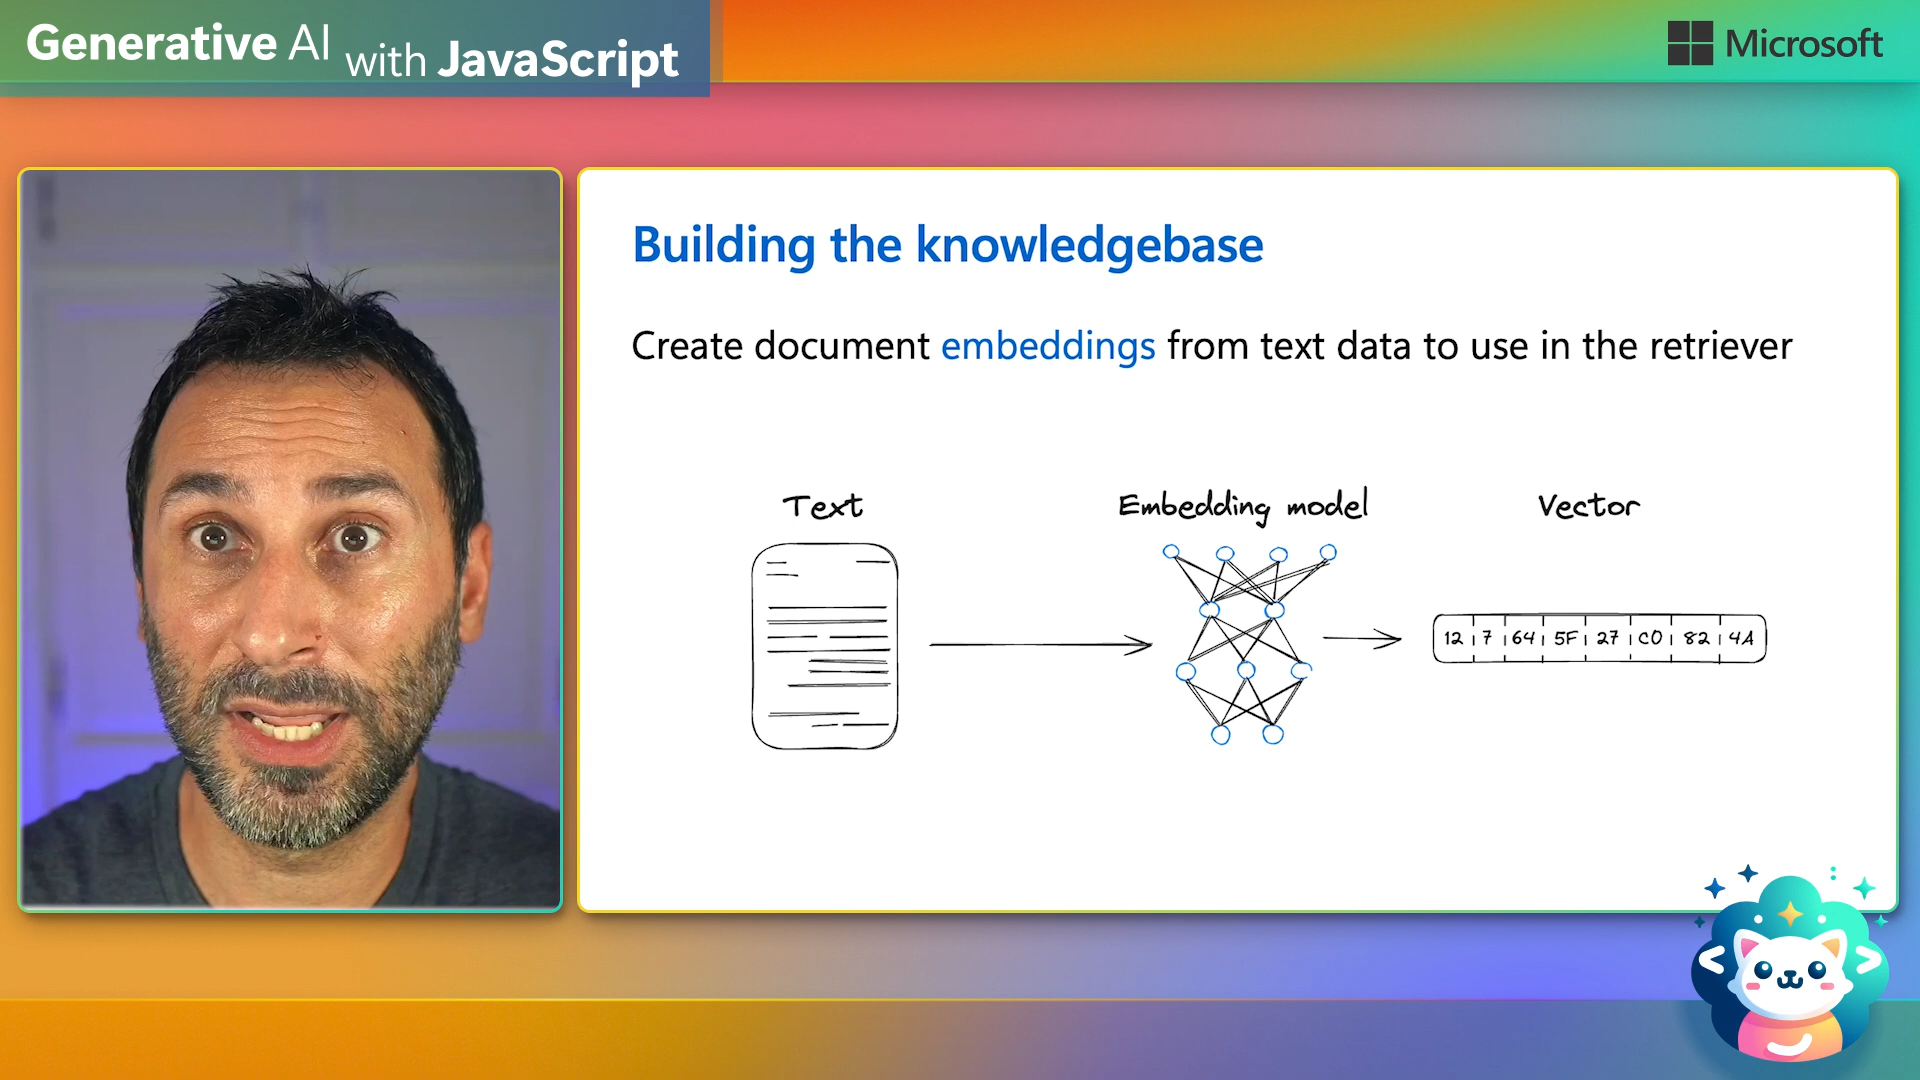 Generative AI with JavaScript
Microsoft
Building the knowledgebase
Create document embeddings from text data to use in the retriever
Text
Embedding model
Vector
12 7 64 5F 27 C0 82 4A
< >